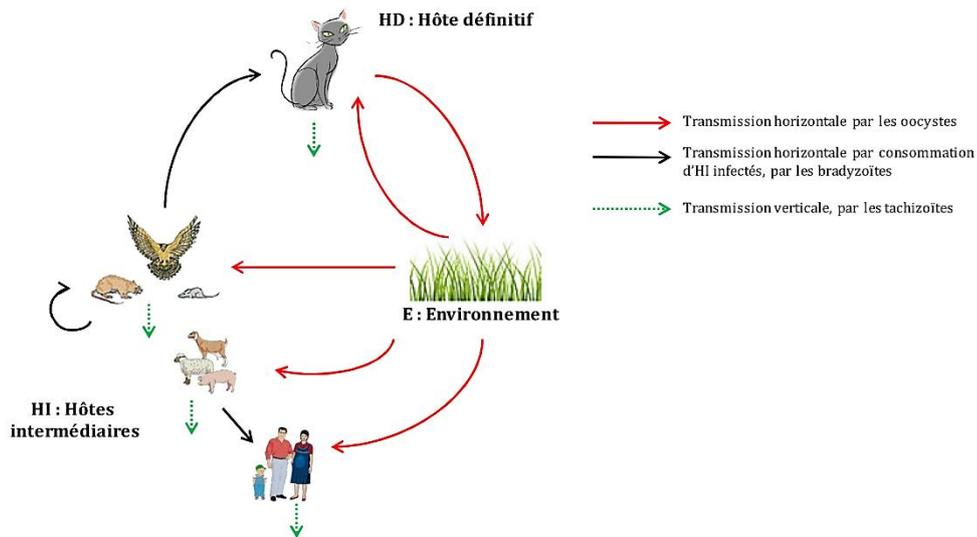 HD : Hôte définitif
Transmission horizontale par les oocystes
Transmission horizontale par consommation
d'HI infectés, par les bradyzoïtes
Transmission verticale, par les tachizoïtes
E : Environnement
HI : Hôtes
intermédiaires